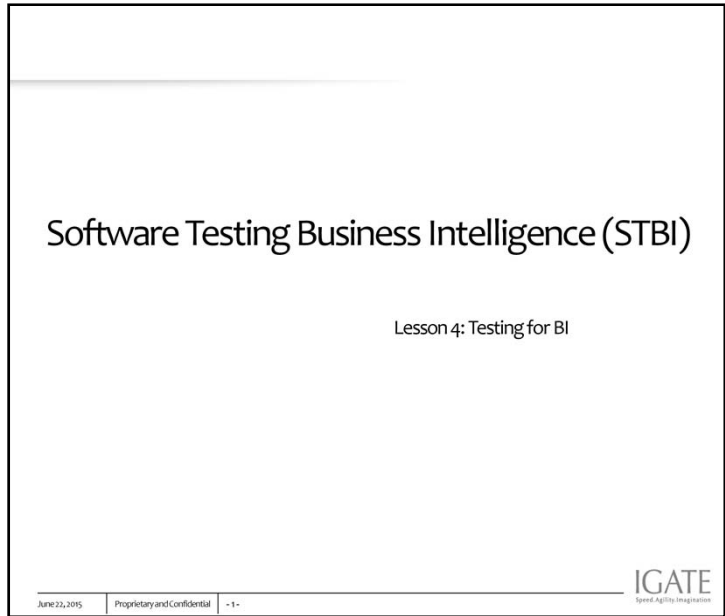 Software Testing Business Intelligence (STBI)
Lesson 4: Testing for BI
June 22, 2015 Proprietary and Confidential - 1 -
IGATE
Speed.Agility.Imagination